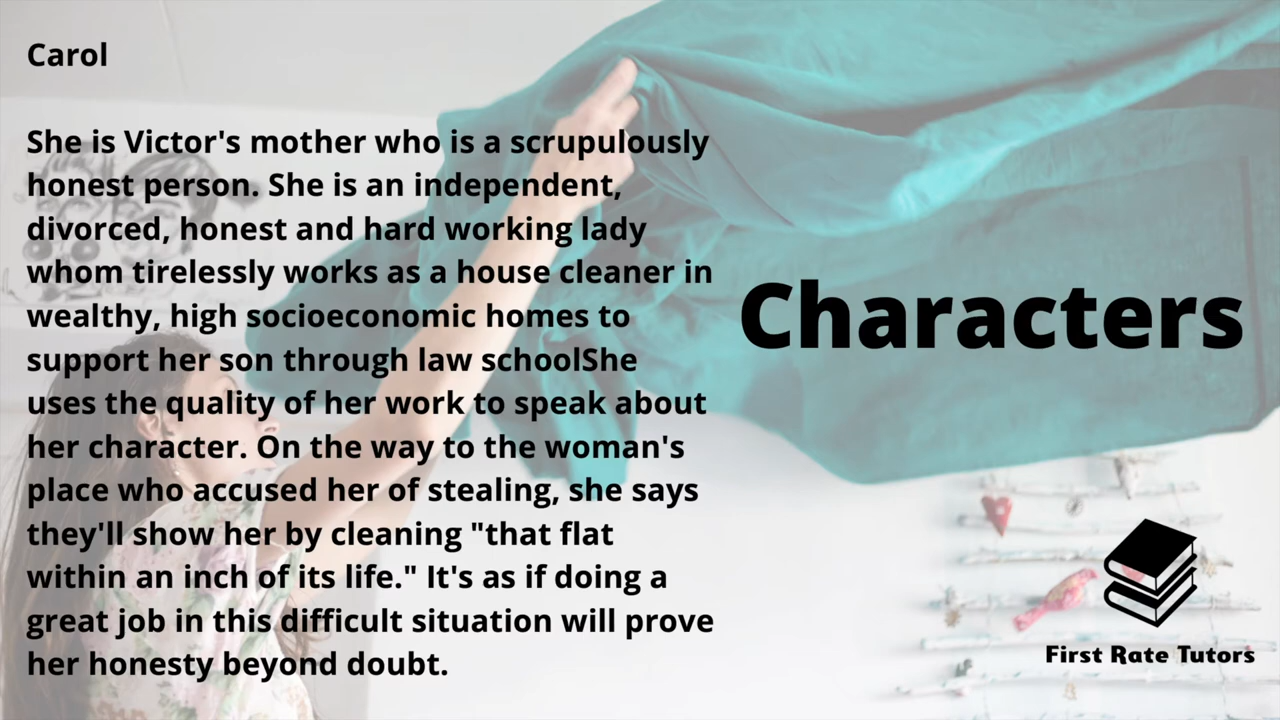 Carol
She is Victor's mother who is a scrupulously
honest person. She is an independent,
divorced, honest and hard working lady
whom tirelessly works as a house cleaner in
wealthy, high socioeconomic homes to
support her son through law schoolShe
uses the quality of her work to speak about
her character. On the way to the woman's
place who accused her of stealing, she says
they'll show her by cleaning "that flat
within an inch of its life." It's as if doing a
great job in this difficult situation will prove
her honesty beyond doubt.
Characters
First Rate Tutors